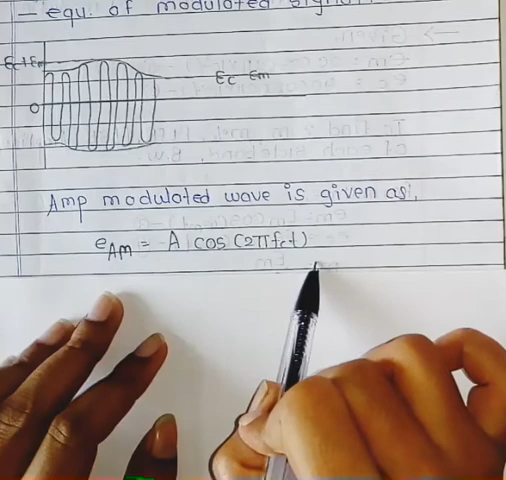 - equ. of modulated signal
Ec+Em
Ec Em
0
Amp modulated wave is given as,
eAm = A cos (2πfct)